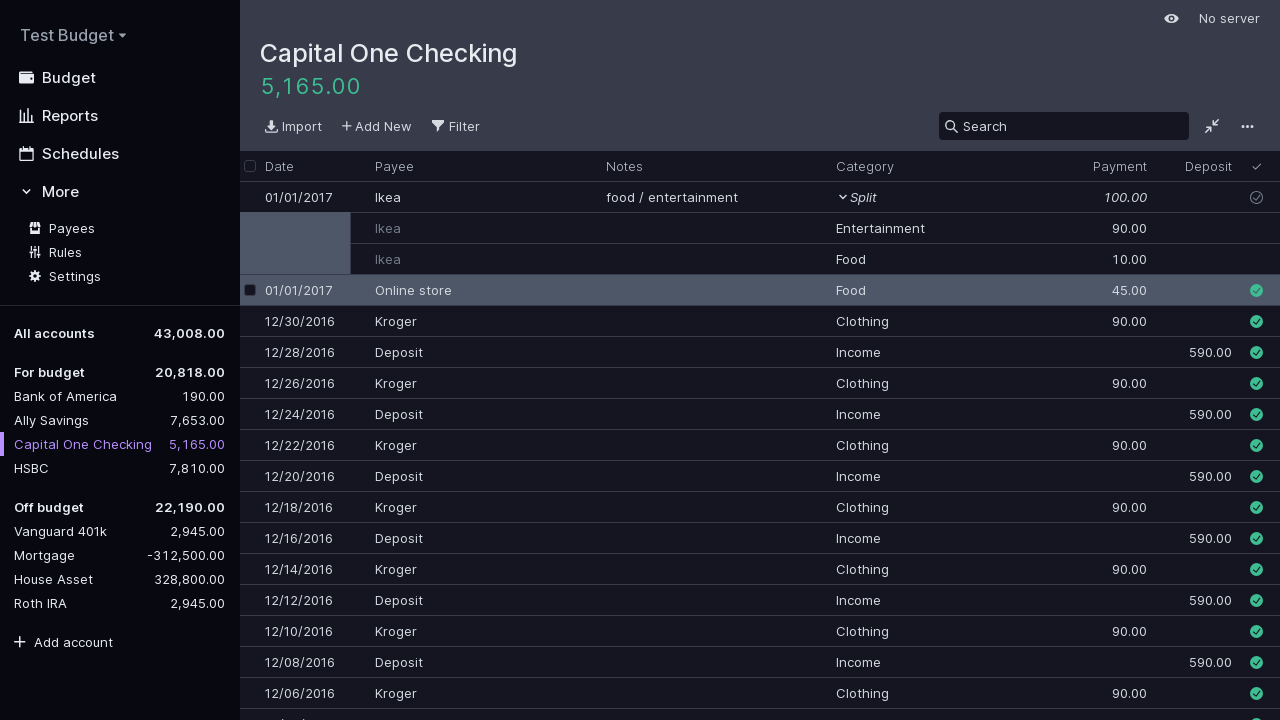 Test Budget
Budget
Reports
Schedules
More
Payees
Rules
Settings
All accounts 43,008.00
For budget 20,818.00
Bank of America 190.00
Ally Savings 7,653.00
Capital One Checking 5,165.00
HSBC 7,810.00
Off budget 22,190.00
Vanguard 401k 2,945.00
Mortgage -312,500.00
House Asset 328,800.00
Roth IRA 2,945.00
Add account
No server
Capital One Checking
5,165.00
Import Add New Filter Search
Date Payee Notes Category Payment Deposit
01/01/2017 Ikea food / entertainment Split 100.00
Ikea Entertainment 90.00
Ikea Food 10.00
01/01/2017 Online store Food 45.00
12/30/2016 Kroger Clothing 90.00
12/28/2016 Deposit Income 590.00
12/26/2016 Kroger Clothing 90.00
12/24/2016 Deposit Income 590.00
12/22/2016 Kroger Clothing 90.00
12/20/2016 Deposit Income 590.00
12/18/2016 Kroger Clothing 90.00
12/16/2016 Deposit Income 590.00
12/14/2016 Kroger Clothing 90.00
12/12/2016 Deposit Income 590.00
12/10/2016 Kroger Clothing 90.00
12/08/2016 Deposit Income 590.00
12/06/2016 Kroger Clothing 90.00